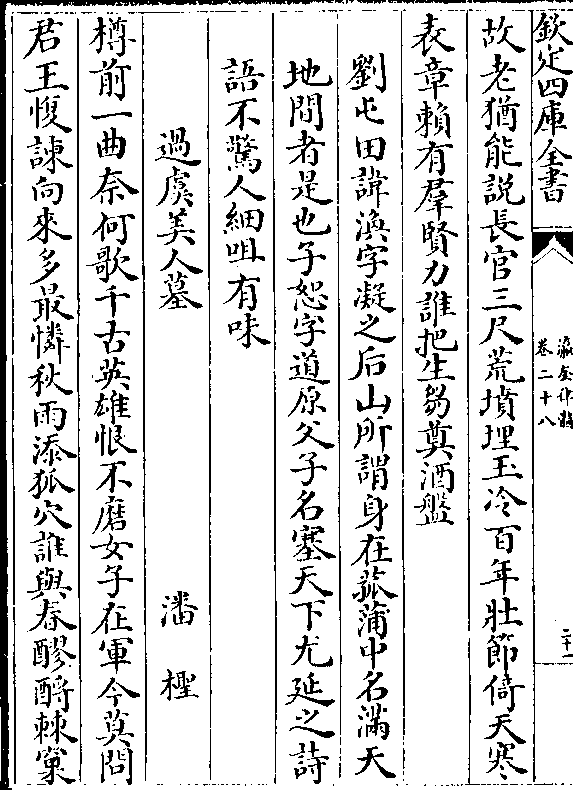 欽定四庫全書
瀛奎律髓
卷二十八
二十一
故老猶能說長官三尺荒墳埋玉冷百年壯節倚天寒
表章賴有羣賢力誰把生芻奠酒盤
劉屯田諱渙字凝之后山所謂身在菰蒲中名滿天
地間者是也子恕字道原父子名塞天下尤延之詩
語不驚人細咀有味
過虞美人墓
潘檉
樽前一曲奈何歌千古英雄恨不磨女子在軍今莫問
君王愎諫向來多最憐秋雨添狐穴誰與春醪酹棘窠